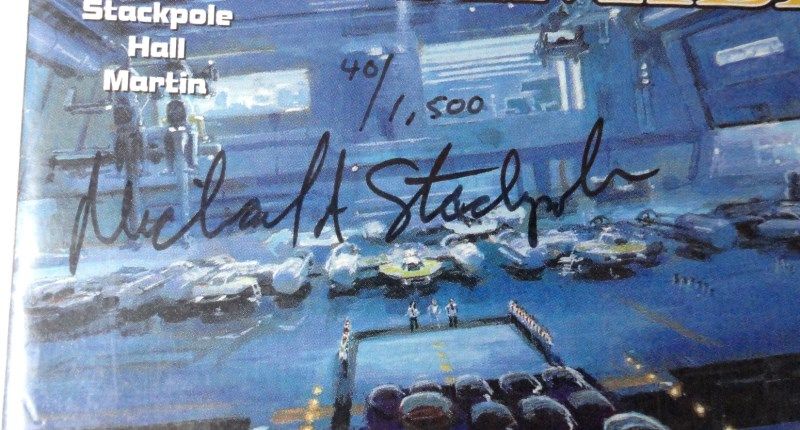 Stackpole
Hall
Martin
40/1,500
Michael A Stackpole